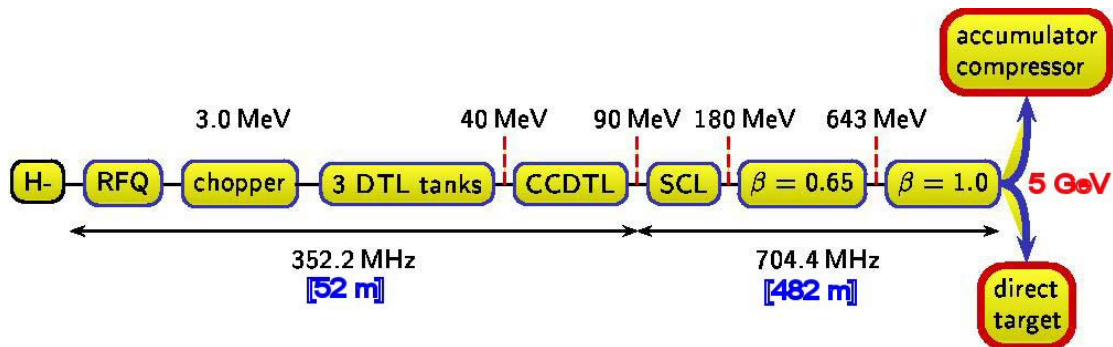 accumulator
compressor
3.0 MeV
40 MeV
90 MeV
180 MeV
643 MeV
H-
RFQ
chopper
3 DTL tanks
CCDTL
SCL
β = 0.65
β = 1.0
5 GeV
352.2 MHz
704.4 MHz
[52 m]
[482 m]
direct
target